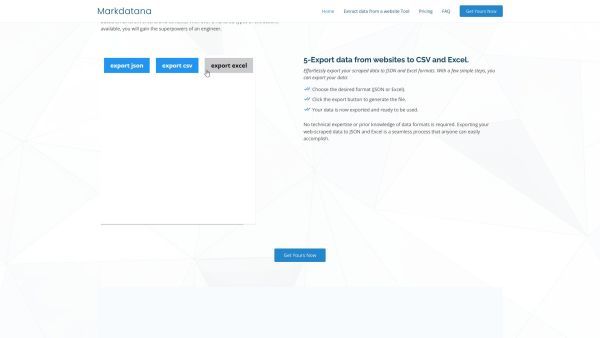 Markdatana
Home Extract data from a website Tool Pricing FAQ Get Yours Now
available, you will gain the superpowers of an engineer.
export json export csv export excel
5-Export data from websites to CSV and Excel.
Effortlessly export your scraped data to JSON and Excel formats. With a few simple steps, you
can export your data:
Choose the desired format (JSON or Excel).
Click the export button to generate the file.
Your data is now exported and ready to be used.
No technical expertise or prior knowledge of data formats is required. Exporting your
web-scraped data to JSON and Excel is a seamless process that anyone can easily
accomplish.
Get Yours Now